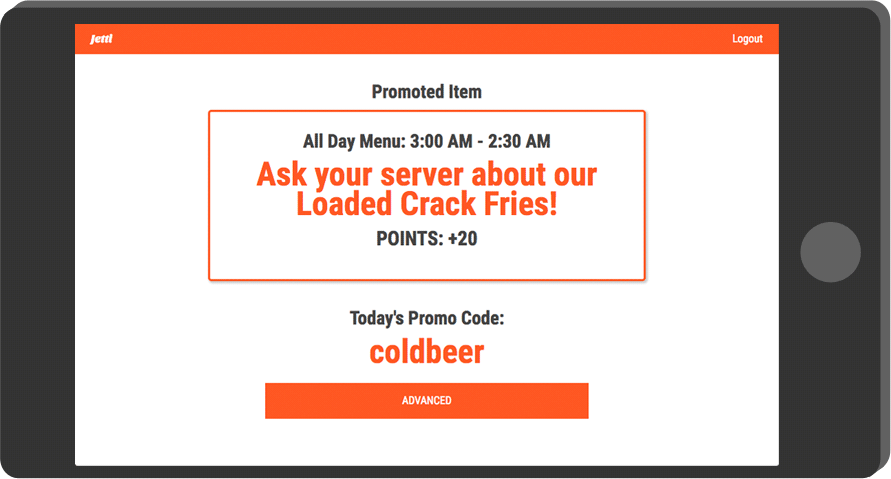 Jettl
Logout
Promoted Item
All Day Menu: 3:00 AM - 2:30 AM
Ask your server about our
Loaded Crack Fries!
POINTS: +20
Today's Promo Code:
coldbeer
ADVANCED